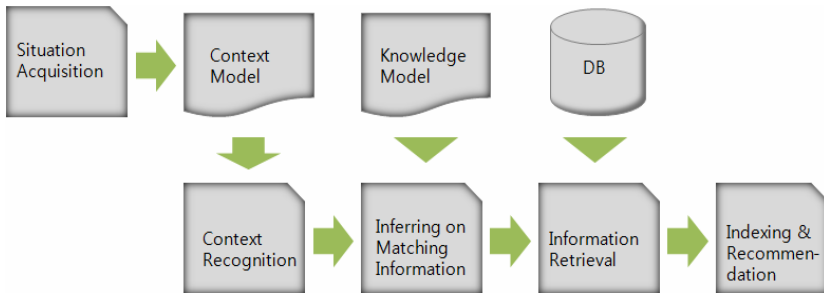 Situation
Acquisition
Context
Model
Knowledge
Model
DB
Context
Recognition
Inferring on
Matching
Information
Information
Retrieval
Indexing &
Recommen-
dation